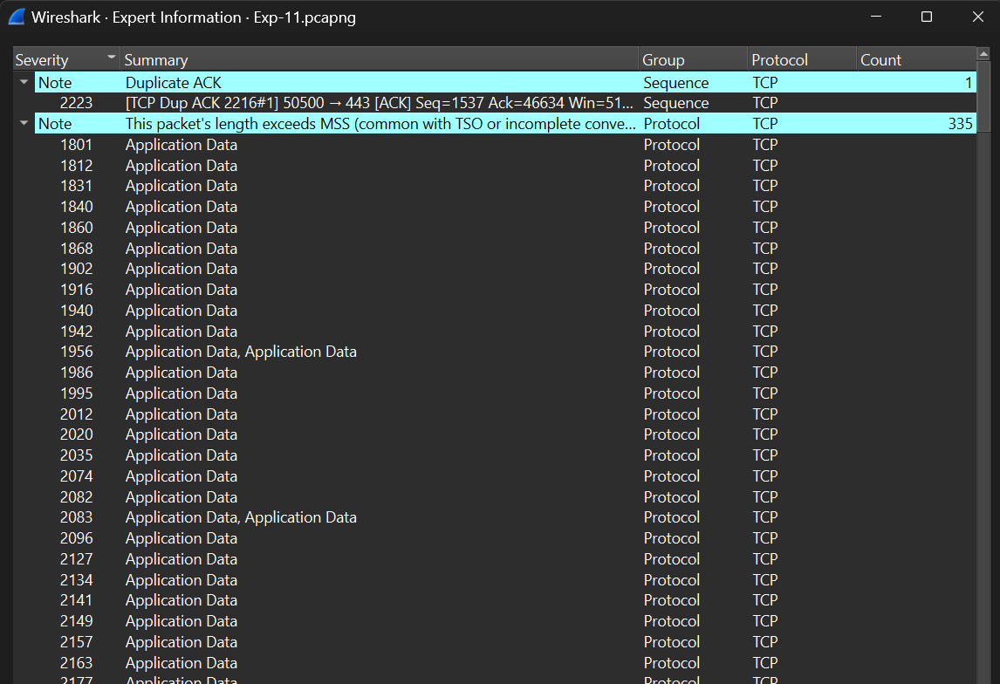 Wireshark · Expert Information · Exp-11.pcapng
Severity Summary Group Protocol Count
Note Duplicate ACK Sequence TCP 1
2223 [TCP Dup ACK 2216#1] 50500 → 443 [ACK] Seq=1537 Ack=46634 Win=51... Sequence TCP
Note This packet's length exceeds MSS (common with TSO or incomplete conve... Protocol TCP 335
1801 Application Data Protocol TCP
1812 Application Data Protocol TCP
1831 Application Data Protocol TCP
1840 Application Data Protocol TCP
1860 Application Data Protocol TCP
1868 Application Data Protocol TCP
1902 Application Data Protocol TCP
1916 Application Data Protocol TCP
1940 Application Data Protocol TCP
1942 Application Data Protocol TCP
1956 Application Data, Application Data Protocol TCP
1986 Application Data Protocol TCP
1995 Application Data Protocol TCP
2012 Application Data Protocol TCP
2020 Application Data Protocol TCP
2035 Application Data Protocol TCP
2074 Application Data Protocol TCP
2082 Application Data Protocol TCP
2083 Application Data, Application Data Protocol TCP
2096 Application Data Protocol TCP
2127 Application Data Protocol TCP
2134 Application Data Protocol TCP
2141 Application Data Protocol TCP
2149 Application Data Protocol TCP
2157 Application Data Protocol TCP
2163 Application Data Protocol TCP
2177 Application Data Protocol TCP